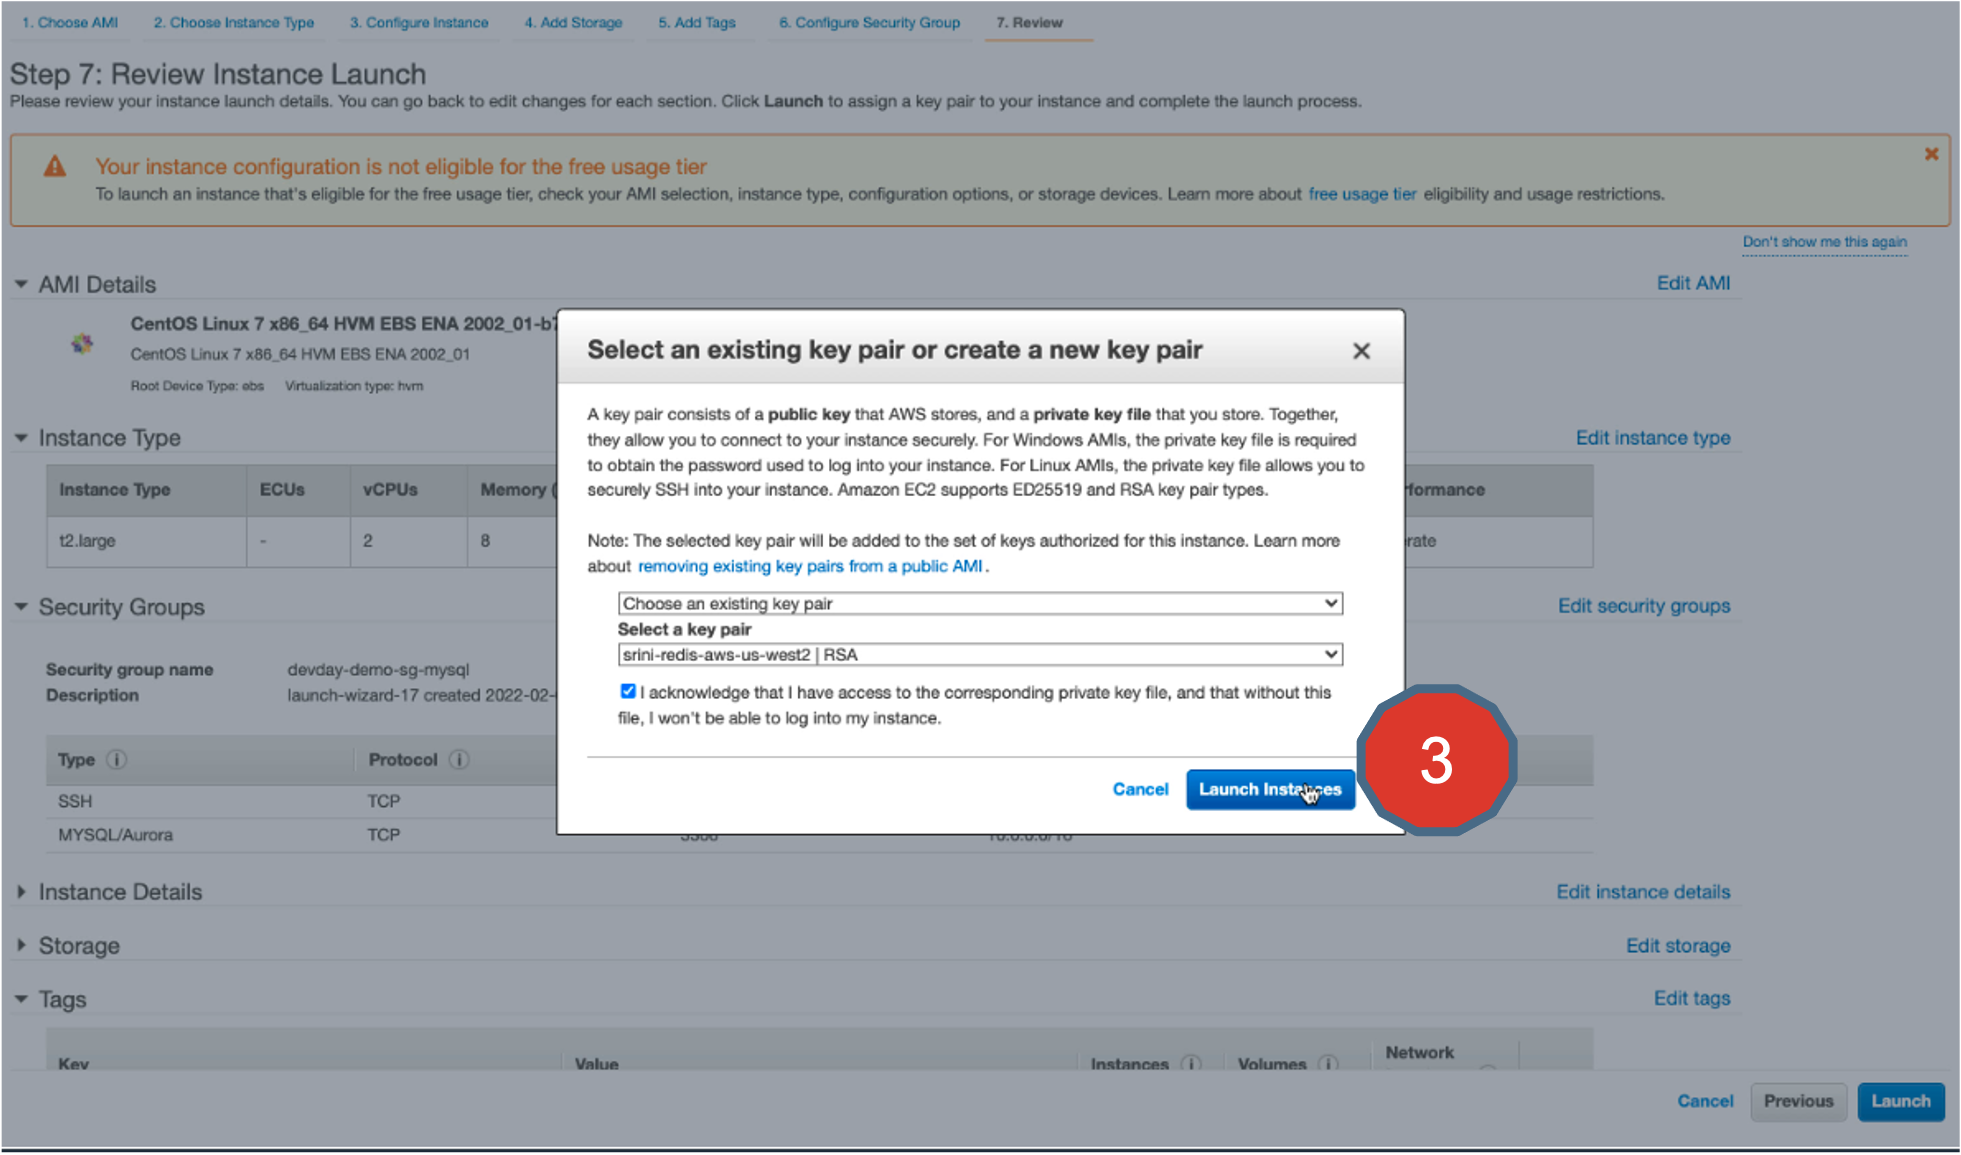 1. Choose AMI 2. Choose Instance Type 3. Configure Instance 4. Add Storage 5. Add Tags 6. Configure Security Group 7. Review
Step 7: Review Instance Launch
Please review your instance launch details. You can go back to edit changes for each section. Click Launch to assign a key pair to your instance and complete the launch process.
Your instance configuration is not eligible for the free usage tier
To launch an instance that's eligible for the free usage tier, check your AMI selection, instance type, configuration options, or storage devices. Learn more about free usage tier eligibility and usage restrictions.
Don't show me this again
AMI Details Edit AMI
CentOS Linux 7 x86_64 HVM EBS ENA 2002_01-b7
CentOS Linux 7 x86_64 HVM EBS ENA 2002_01
Root Device Type: ebs Virtualization type: hvm
Select an existing key pair or create a new key pair
A key pair consists of a public key that AWS stores, and a private key file that you store. Together,
they allow you to connect to your instance securely. For Windows AMIs, the private key file is required
to obtain the password used to log into your instance. For Linux AMIs, the private key file allows you to
securely SSH into your instance. Amazon EC2 supports ED25519 and RSA key pair types.
Note: The selected key pair will be added to the set of keys authorized for this instance. Learn more
about removing existing key pairs from a public AMI.
Choose an existing key pair
Select a key pair
srini-redis-aws-us-west2 | RSA
I acknowledge that I have access to the corresponding private key file, and that without this
file, I won't be able to log into my instance.
Cancel Launch Instances
3
Instance Type Edit instance type
Instance Type ECUs vCPUs Memory ( formance
t2.large - 2 8 rate
Security Groups Edit security groups
Security group name devday-demo-sg-mysql
Description launch-wizard-17 created 2022-02-
Type Protocol
SSH TCP
MYSQL/Aurora TCP 3306
Instance Details Edit instance details
Storage Edit storage
Tags Edit tags
Key Value Instances Volumes Network
Cancel Previous Launch